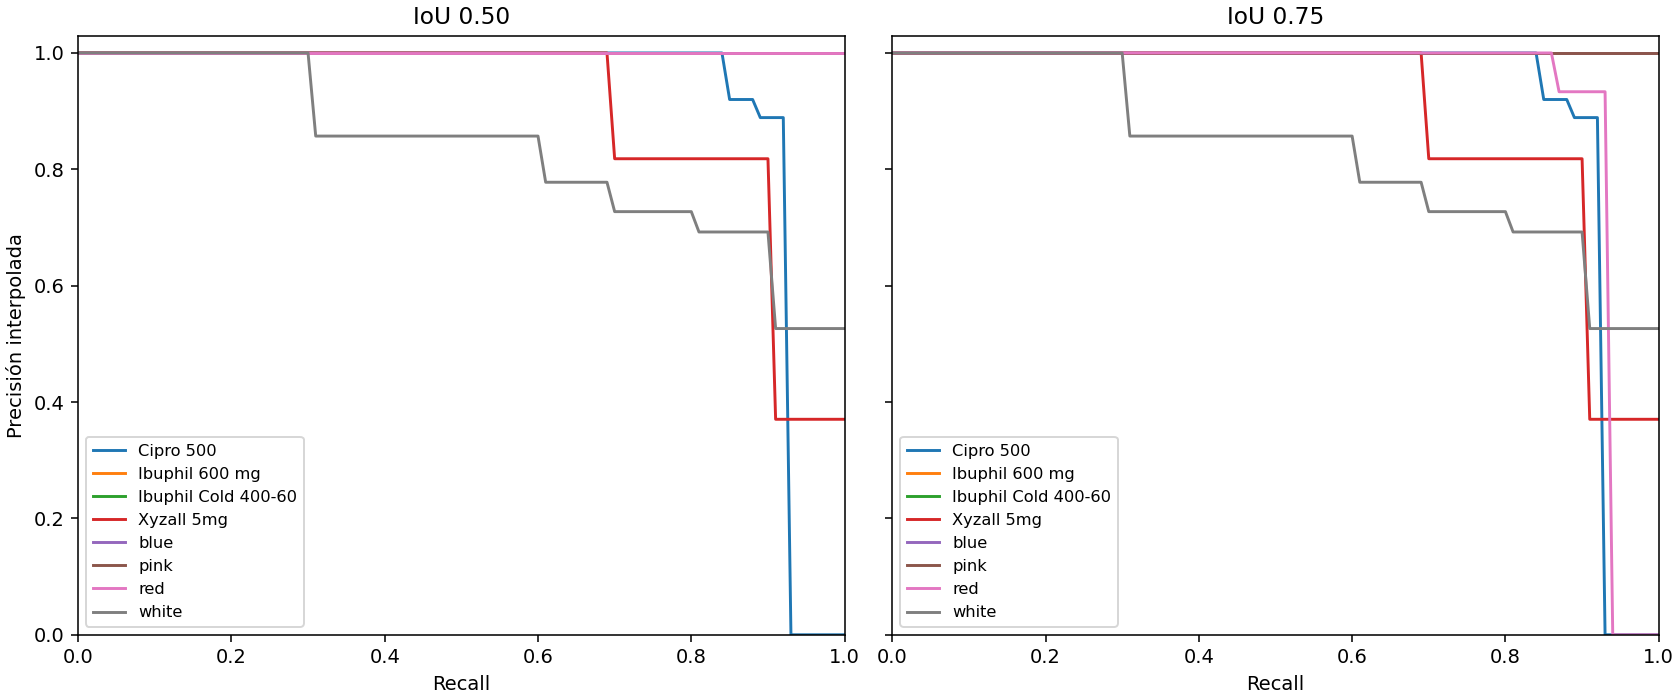 IoU 0.50
Precisión interpolada
1.0
0.8
0.6
0.4
0.2
0.0
Cipro 500
Ibuphil 600 mg
Ibuphil Cold 400-60
Xyzall 5mg
blue
pink
red
white
0.0 0.2 0.4 0.6 0.8 1.0
Recall
IoU 0.75
Cipro 500
Ibuphil 600 mg
Ibuphil Cold 400-60
Xyzall 5mg
blue
pink
red
white
0.0 0.2 0.4 0.6 0.8 1.0
Recall